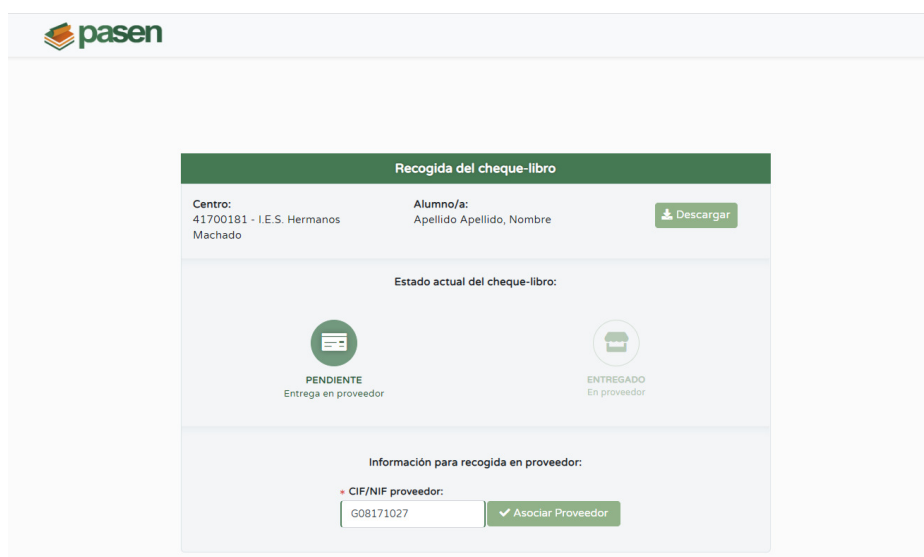 pasen
Recogida del cheque-libro
Centro:
41700181 - I.E.S. Hermanos
Machado
Alumno/a:
Apellido Apellido, Nombre
Descargar
Estado actual del cheque-libro:
PENDIENTE
Entrega en proveedor
ENTREGADO
En proveedor
Información para recogida en proveedor:
* CIF/NIF proveedor:
G08171027
Asociar Proveedor